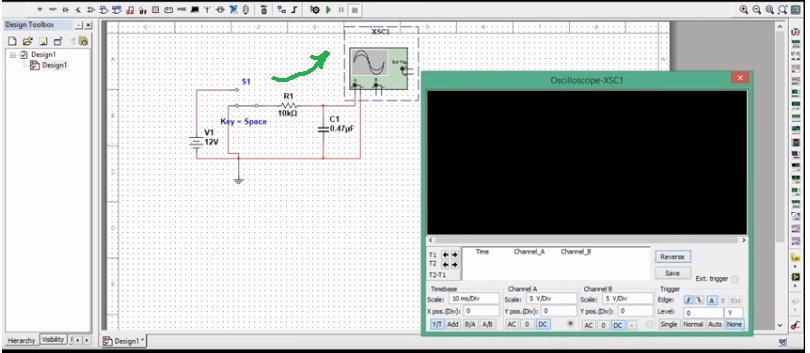 Design Toolbox
Design1
Design1
Hierarchy Visibility
Design1 *
XSC1
Ext Trig
S1
R1
10kΩ
Key = Space
C1
0.47µF
V1
12V
Oscilloscope-XSC1
Time Channel_A Channel_B
T1
T2
T2-T1
Reverse
Save
Ext. trigger
Timebase Channel A Channel B Trigger
Scale: 10 ms/Div Scale: 5 V/Div Scale: 5 V/Div Edge: A B Ext
X pos.(Div): 0 Y pos.(Div): 0 Y pos.(Div): 0 Level: 0 V
Y/T Add B/A A/B AC 0 DC AC 0 DC - Single Normal Auto None